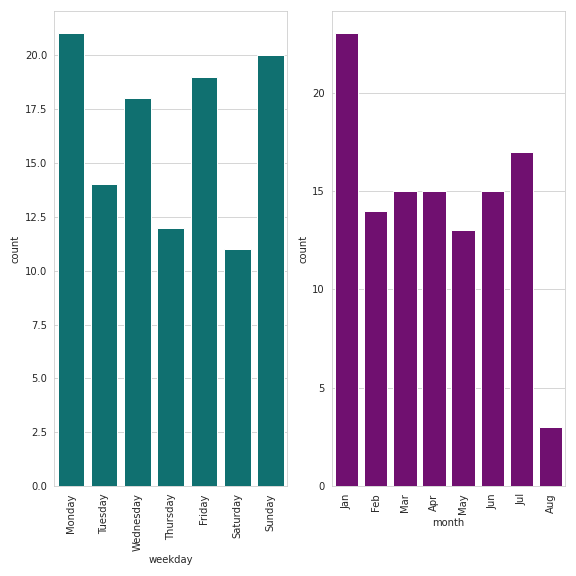 20.0
17.5
15.0
12.5
10.0
7.5
5.0
2.5
0.0
count
Monday
Tuesday
Wednesday
Thursday
Friday
Saturday
Sunday
weekday
20
15
10
5
0
count
Jan
Feb
Mar
Apr
May
Jun
Jul
Aug
month